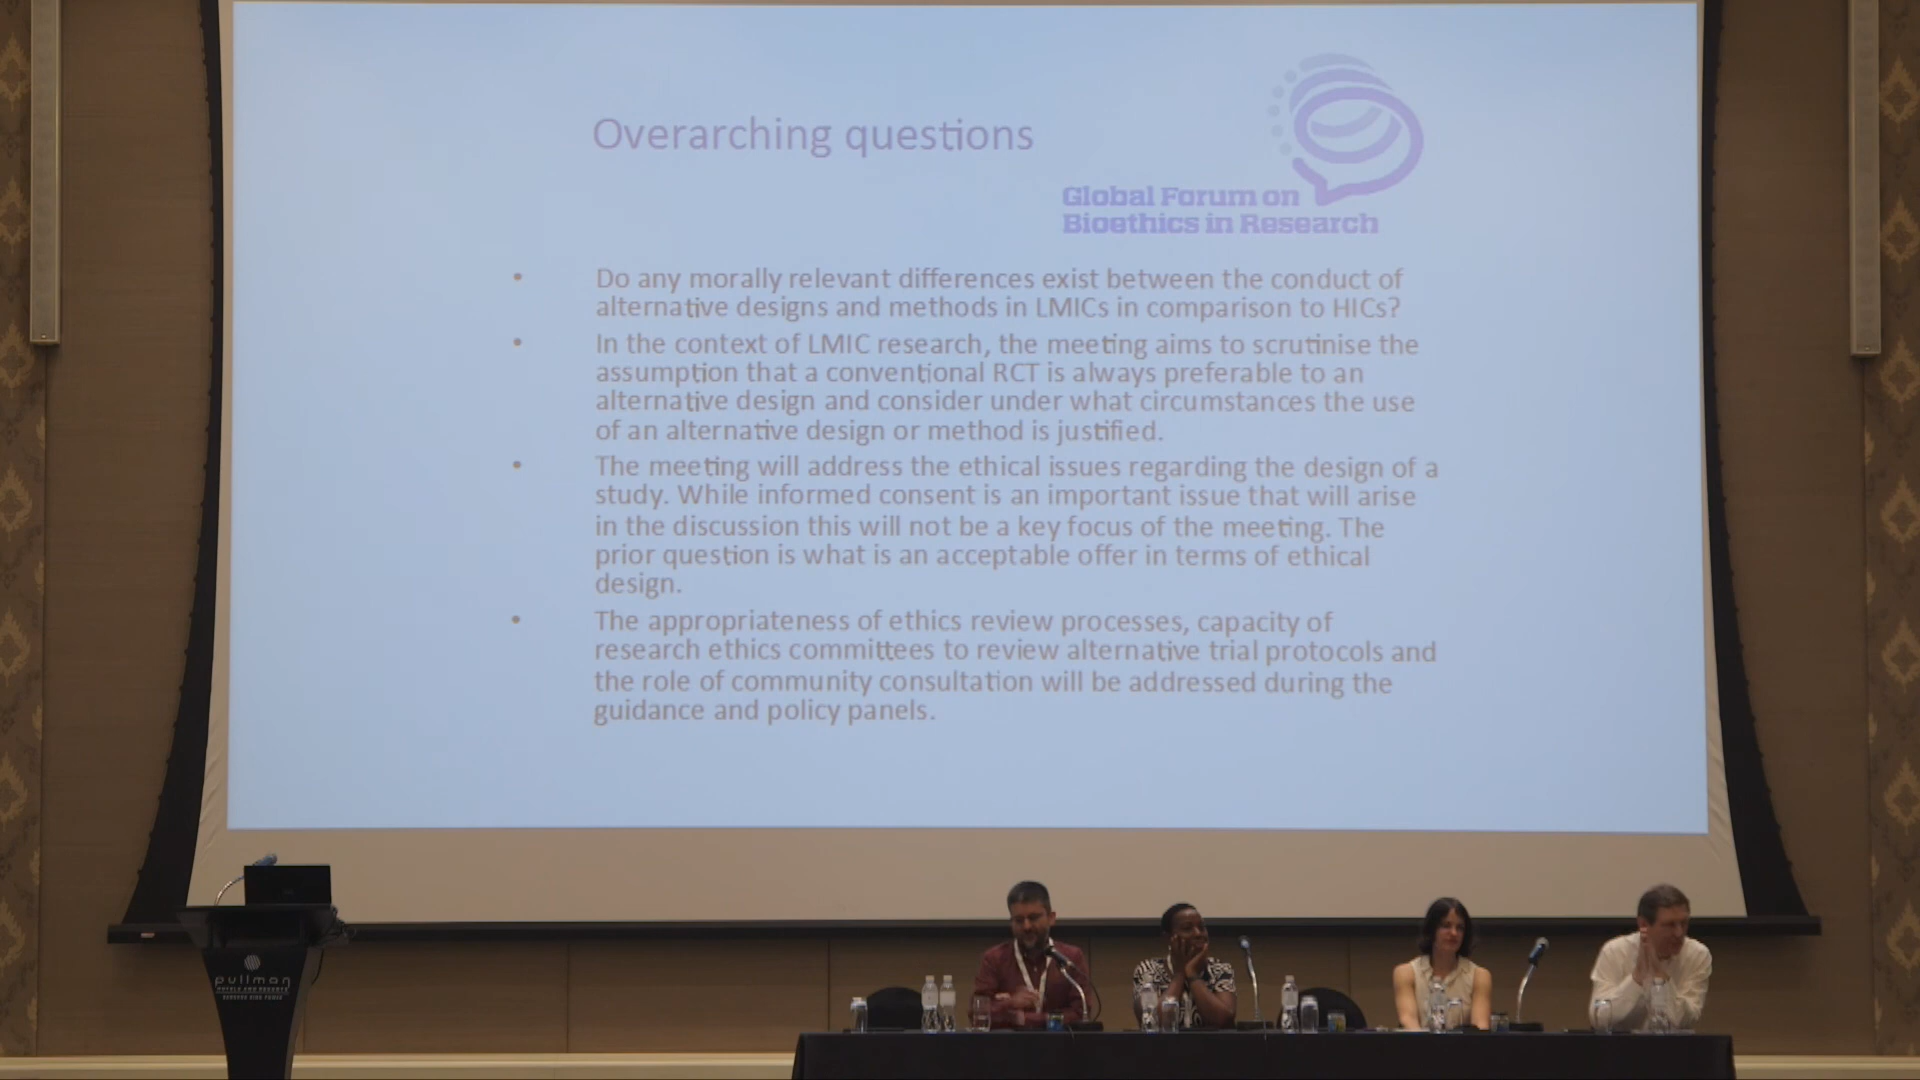 Overarching questions
Global Forum on
Bioethics in Research
• Do any morally relevant differences exist between the conduct of
alternative designs and methods in LMICs in comparison to HICs?
• In the context of LMIC research, the meeting aims to scrutinise the
assumption that a conventional RCT is always preferable to an
alternative design and consider under what circumstances the use
of an alternative design or method is justified.
• The meeting will address the ethical issues regarding the design of a
study. While informed consent is an important issue that will arise
in the discussion this will not be a key focus of the meeting. The
prior question is what is an acceptable offer in terms of ethical
design.
• The appropriateness of ethics review processes, capacity of
research ethics committees to review alternative trial protocols and
the role of community consultation will be addressed during the
guidance and policy panels.
pullman
HOTELS AND RESORTS
BANGKOK KING POWER